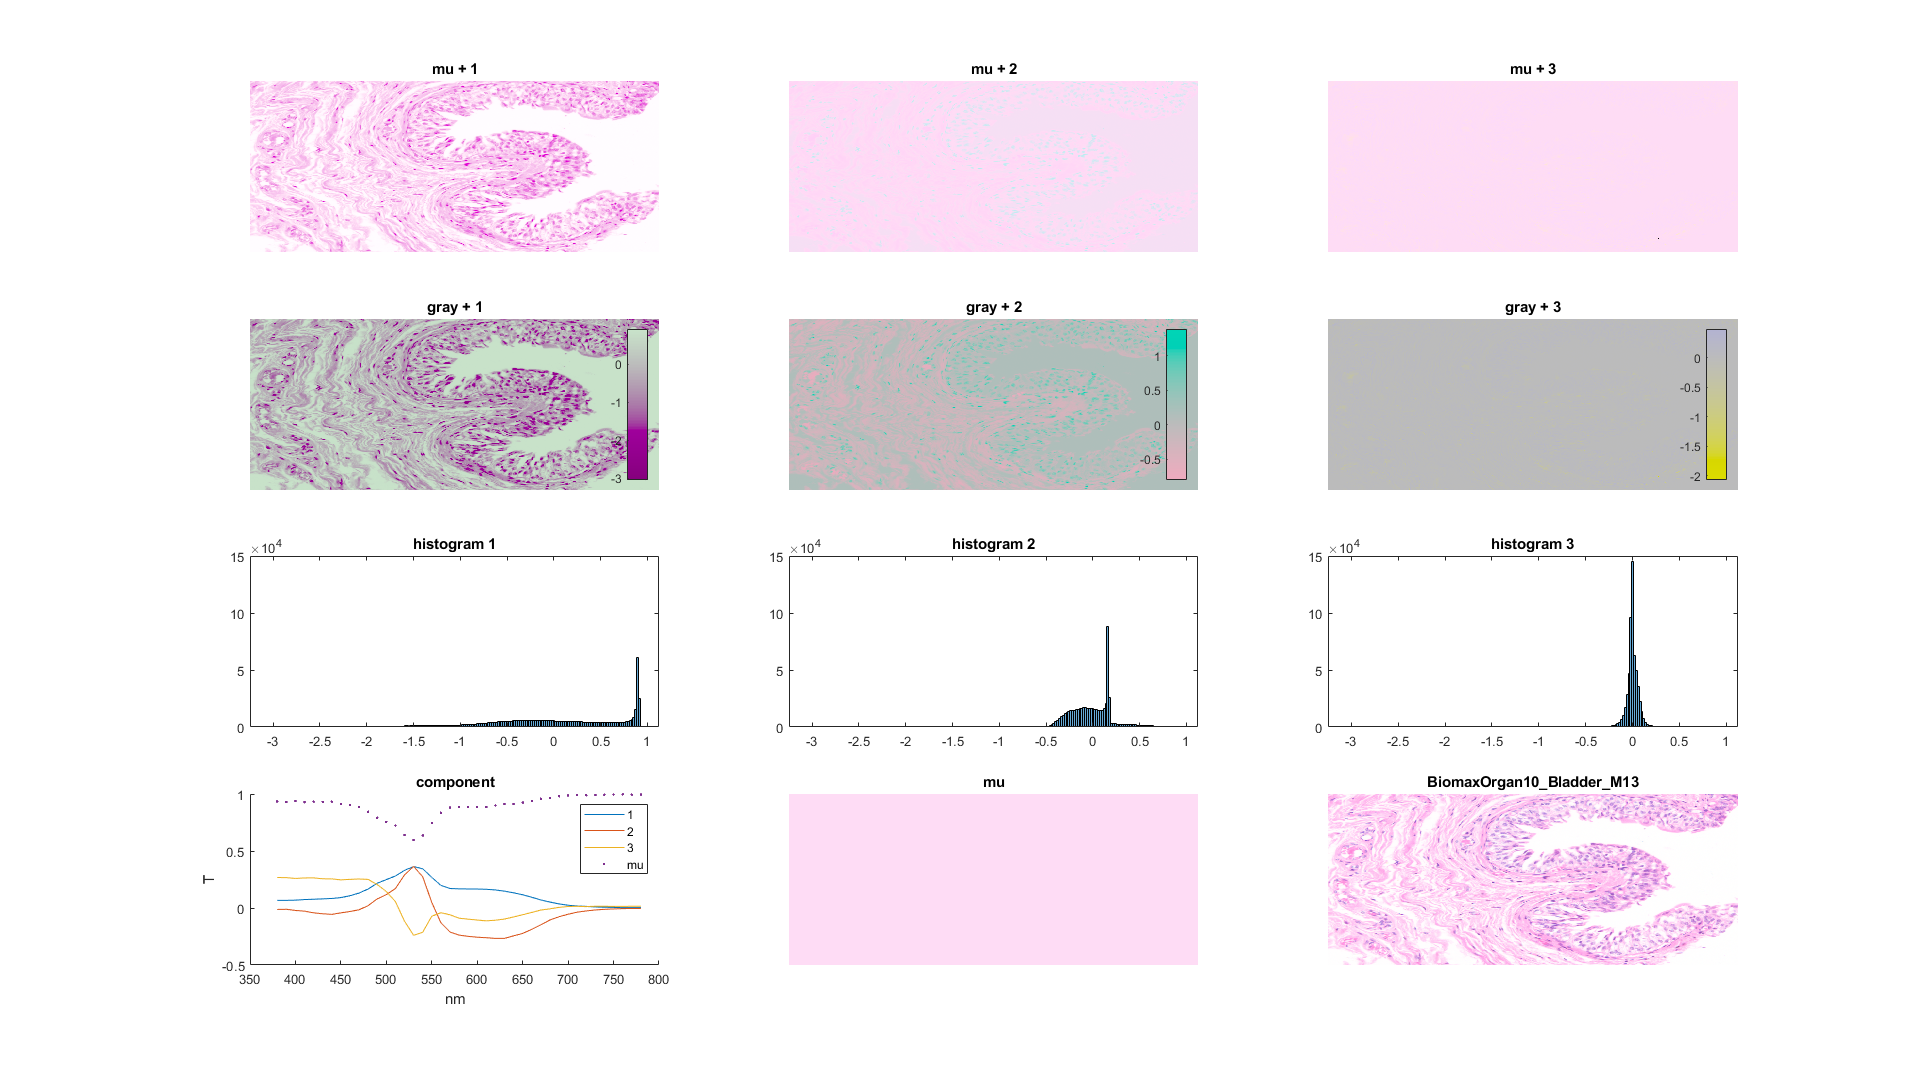 mu + 1
mu + 2
mu + 3
gray + 1
0
-1
-2
-3
gray + 2
1
0.5
0
-0.5
gray + 3
0
-0.5
-1
-1.5
-2
histogram 1
×10^4
15
10
5
0
-3 -2.5 -2 -1.5 -1 -0.5 0 0.5 1
histogram 2
×10^4
15
10
5
0
-3 -2.5 -2 -1.5 -1 -0.5 0 0.5 1
histogram 3
×10^4
15
10
5
0
-3 -2.5 -2 -1.5 -1 -0.5 0 0.5 1
component
T
1
0.5
0
-0.5
350 400 450 500 550 600 650 700 750 800
nm
1
2
3
mu
mu
BiomaxOrgan10_Bladder_M13